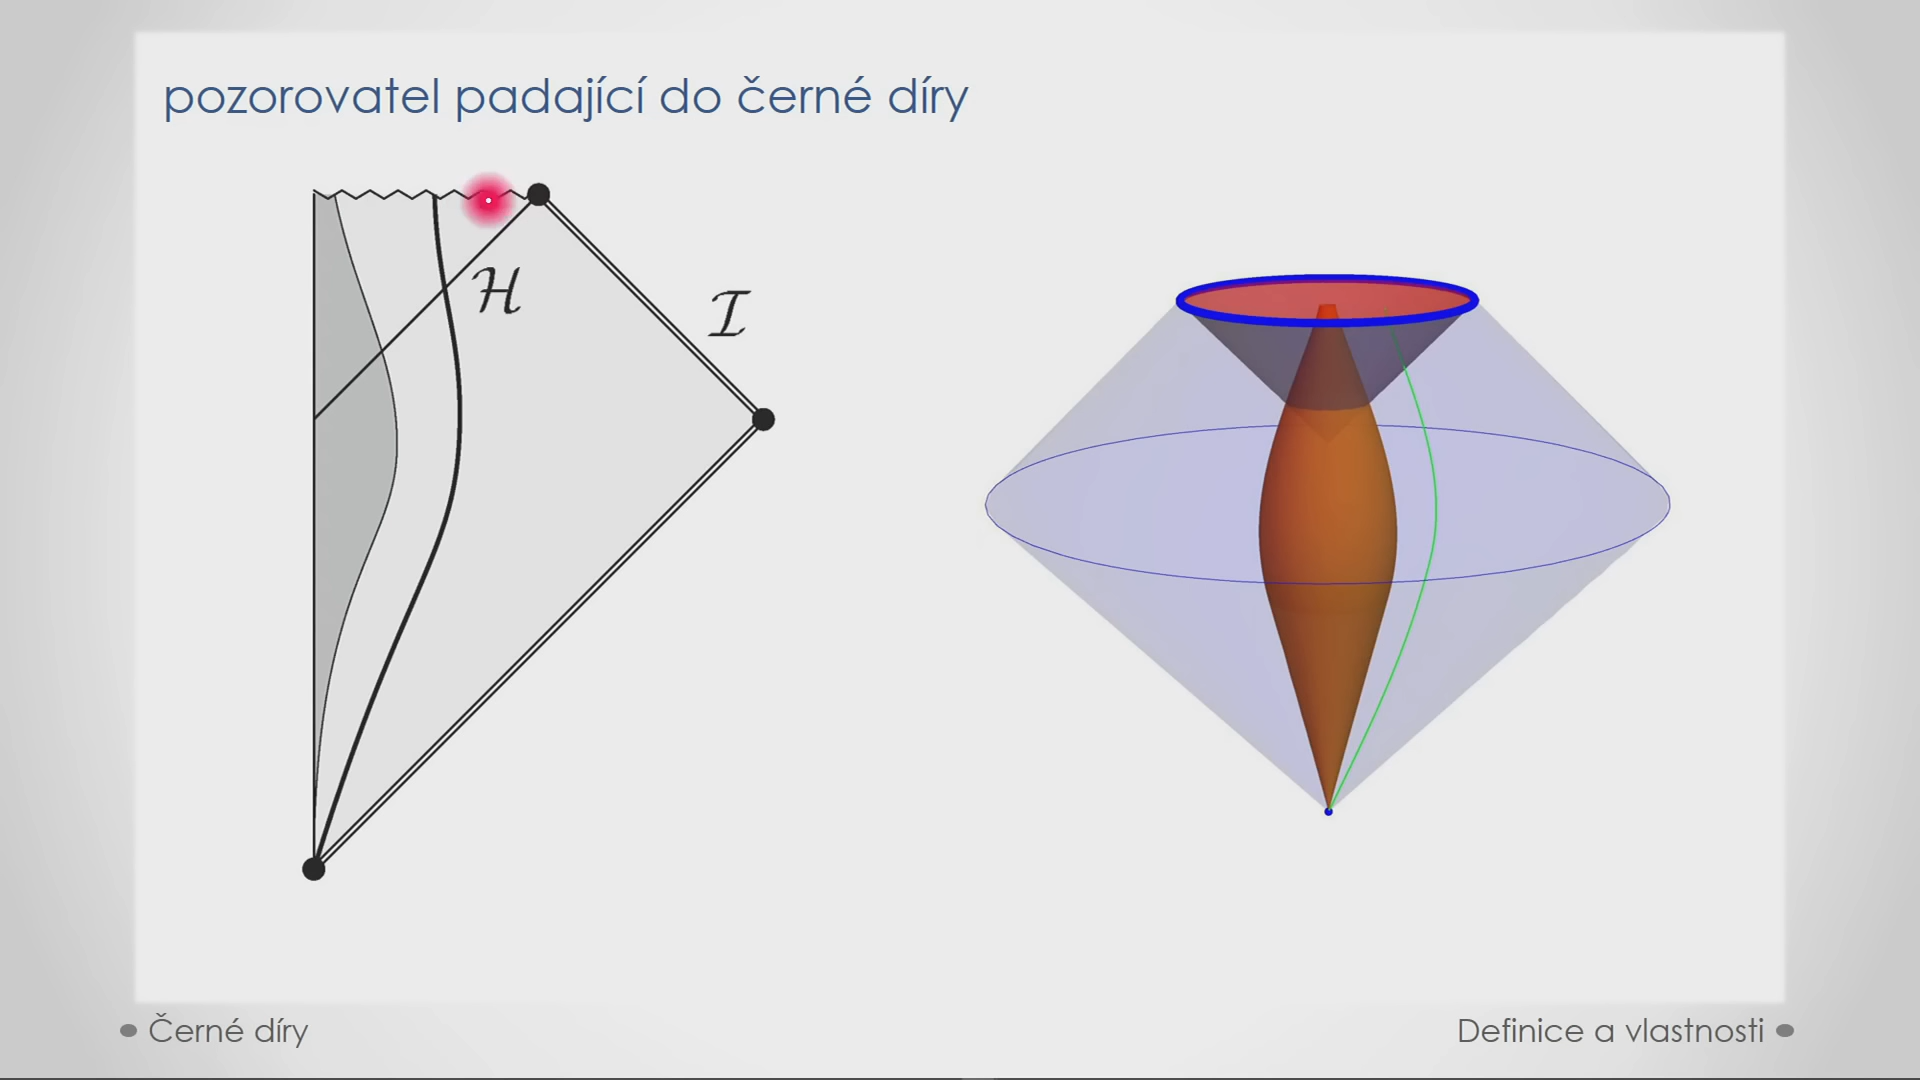 pozorovatel padající do černé díry
ℋ
ℐ
Černé díry
Definice a vlastnosti